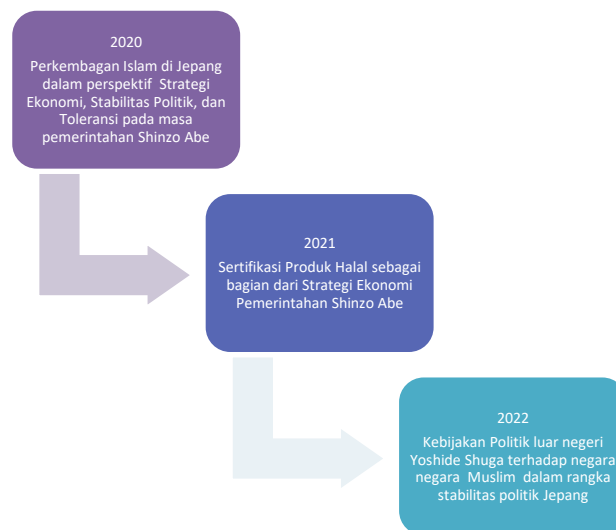 2020
Perkembagan Islam di Jepang
dalam perspektif Strategi
Ekonomi, Stabilitas Politik, dan
Toleransi pada masa
pemerintahan Shinzo Abe
2021
Sertifikasi Produk Halal sebagai
bagian dari Strategi Ekonomi
Pemerintahan Shinzo Abe
2022
Kebijakan Politik luar negeri
Yoshide Shuga terhadap negara
negara Muslim dalam rangka
stabilitas politik Jepang